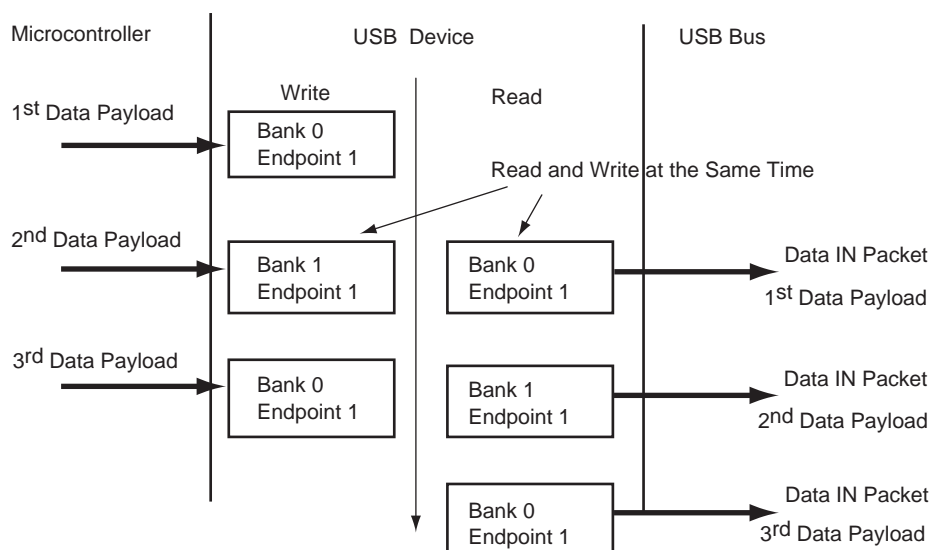 Microcontroller
USB Device
USB Bus
Write
Read
1st Data Payload
Bank 0
Endpoint 1
Read and Write at the Same Time
2nd Data Payload
Bank 1
Endpoint 1
Bank 0
Endpoint 1
Data IN Packet
1st Data Payload
3rd Data Payload
Bank 0
Endpoint 1
Bank 1
Endpoint 1
Data IN Packet
2nd Data Payload
Bank 0
Endpoint 1
Data IN Packet
3rd Data Payload